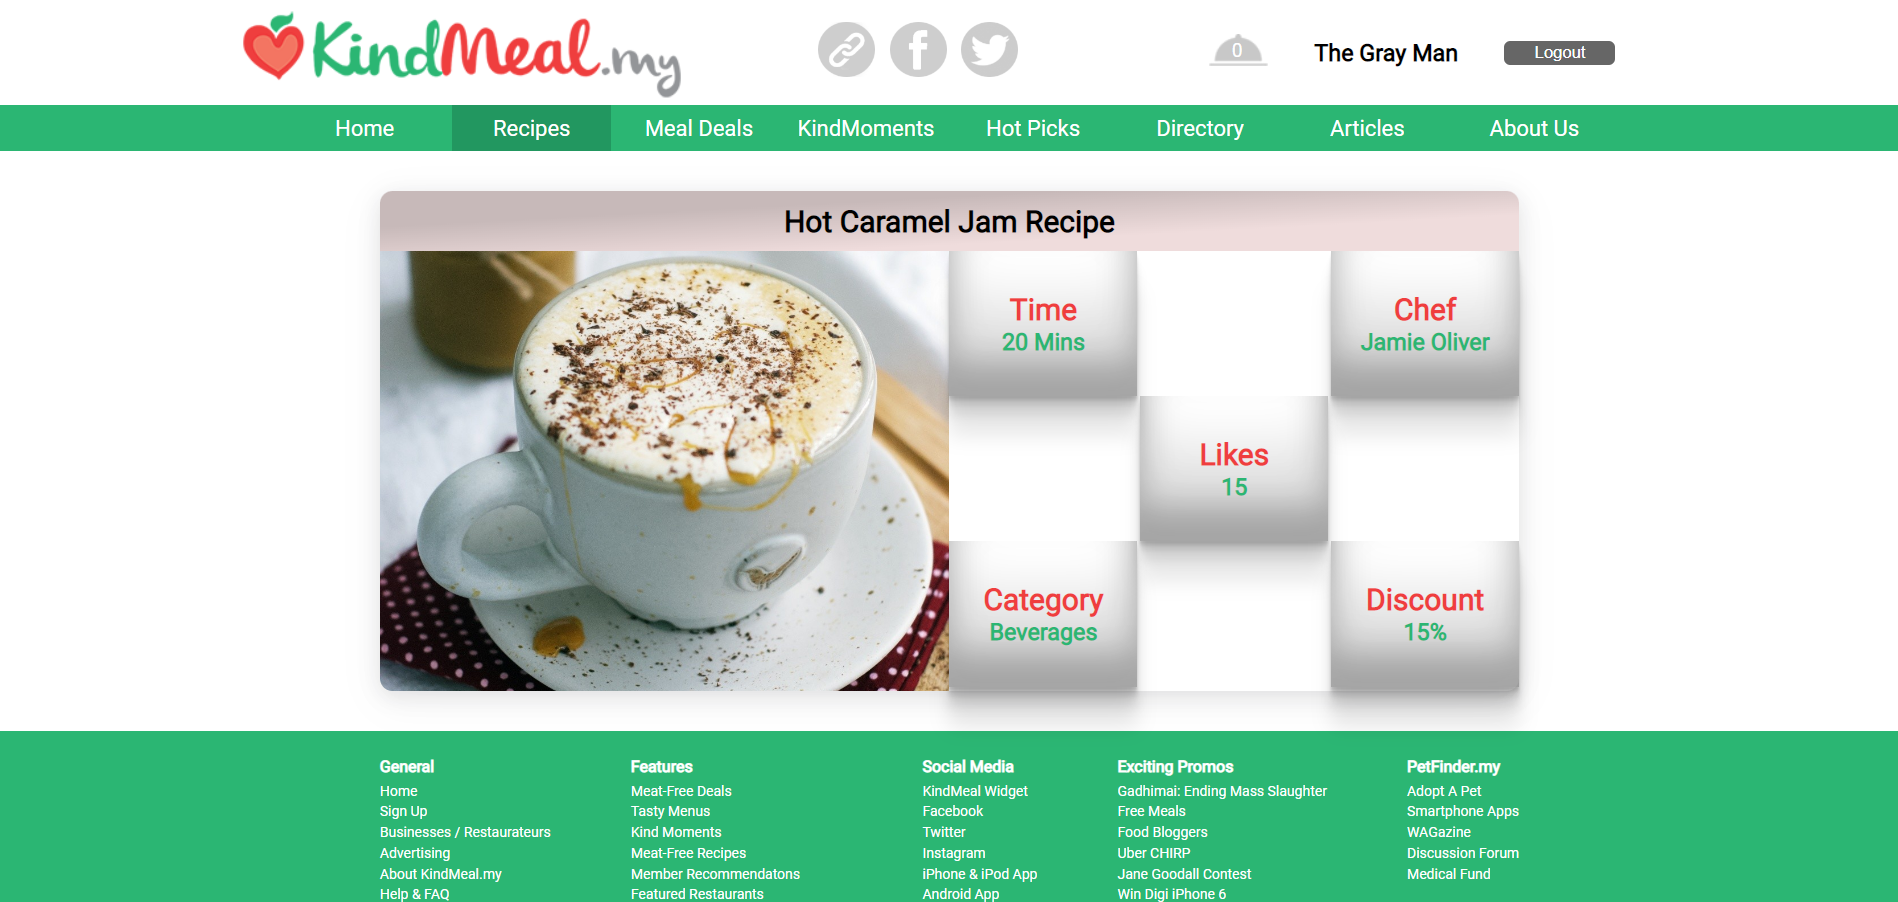 KindMeal.my
0
The Gray Man
Logout
Home
Recipes
Meal Deals
KindMoments
Hot Picks
Directory
Articles
About Us
Hot Caramel Jam Recipe
Time
20 Mins
Chef
Jamie Oliver
Likes
15
Category
Beverages
Discount
15%
General
Home
Sign Up
Businesses / Restaurateurs
Advertising
About KindMeal.my
Help & FAQ
Features
Meat-Free Deals
Tasty Menus
Kind Moments
Meat-Free Recipes
Member Recommendatons
Featured Restaurants
Social Media
KindMeal Widget
Facebook
Twitter
Instagram
iPhone & iPod App
Android App
Exciting Promos
Gadhimai: Ending Mass Slaughter
Free Meals
Food Bloggers
Uber CHIRP
Jane Goodall Contest
Win Digi iPhone 6
PetFinder.my
Adopt A Pet
Smartphone Apps
WAGazine
Discussion Forum
Medical Fund